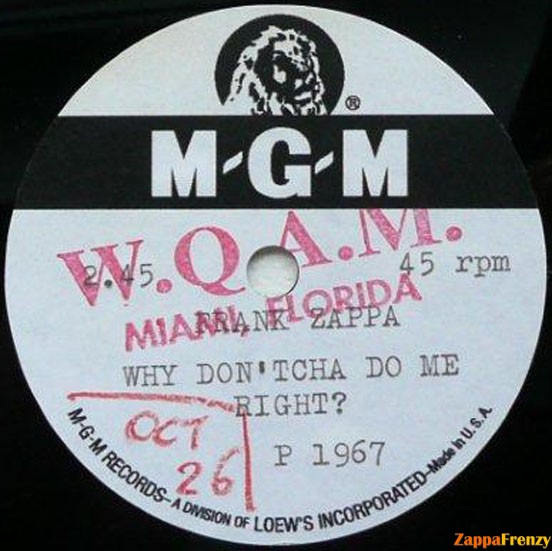 ®
M-G-M
W.Q.A.M.
2.45
45 rpm
MIAMI, FLORIDA
FRANK ZAPPA
WHY DON'TCHA DO ME
RIGHT?
OCT
26
P 1967
M-G-M RECORDS-A DIVISION OF LOEW'S INCORPORATED-Made in U.S.A.
ZappaFrenzy